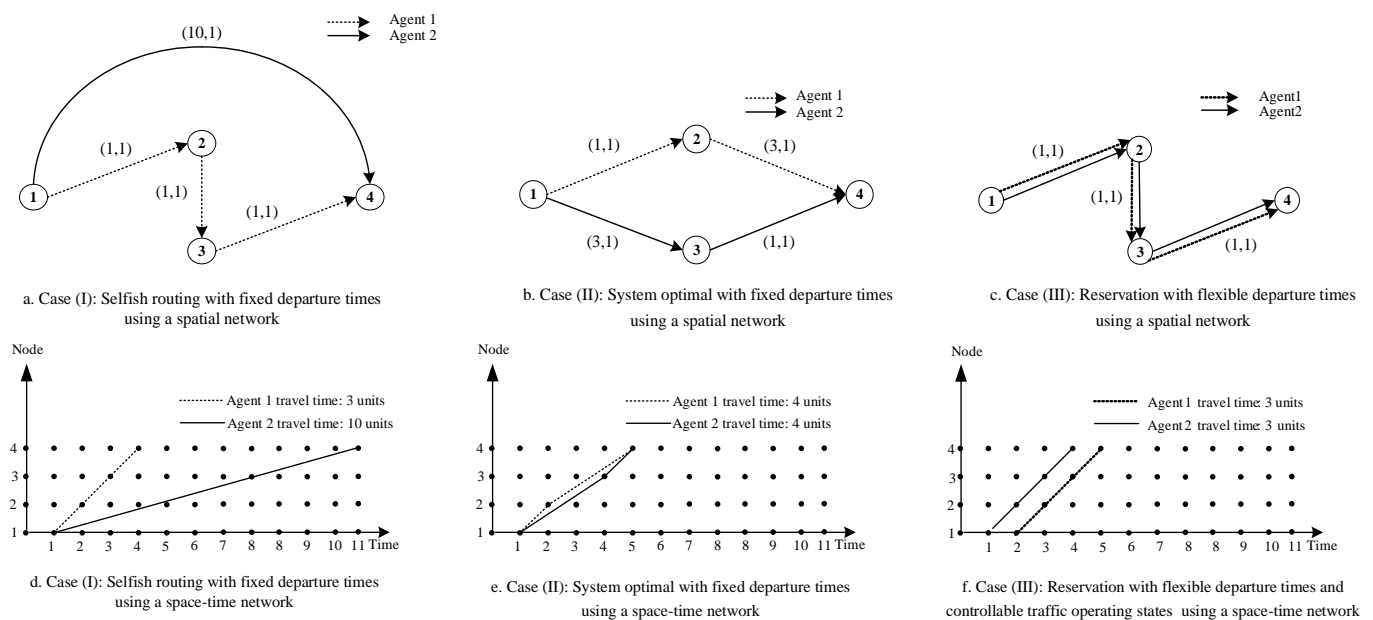 Agent 1
Agent 2
(10,1)
(1,1)
(1,1)
(1,1)
1
2
3
4
a. Case (I): Selfish routing with fixed departure times
using a spatial network
Agent 1
Agent 2
(1,1)
(3,1)
(3,1)
(1,1)
1
2
3
4
b. Case (II): System optimal with fixed departure times
using a spatial network
Agent1
Agent2
(1,1)
(1,1)
(1,1)
1
2
3
4
c. Case (III): Reservation with flexible departure times
using a spatial network
Node
Agent 1 travel time: 3 units
Agent 2 travel time: 10 units
4
3
2
1
1 2 3 4 5 6 7 8 8 9 10 11 Time
d. Case (I): Selfish routing with fixed departure times
using a space-time network
Node
Agent 1 travel time: 4 units
Agent 2 travel time: 4 units
4
3
2
1
1 2 3 4 5 6 7 8 8 9 10 11 Time
e. Case (II): System optimal with fixed departure times
using a space-time network
Node
Agent1 travel time: 3 units
Agent2 travel time: 3 units
4
3
2
1
1 2 3 4 5 6 7 8 8 9 10 11 Time
f. Case (III): Reservation with flexible departure times and
controllable traffic operating states using a space-time network